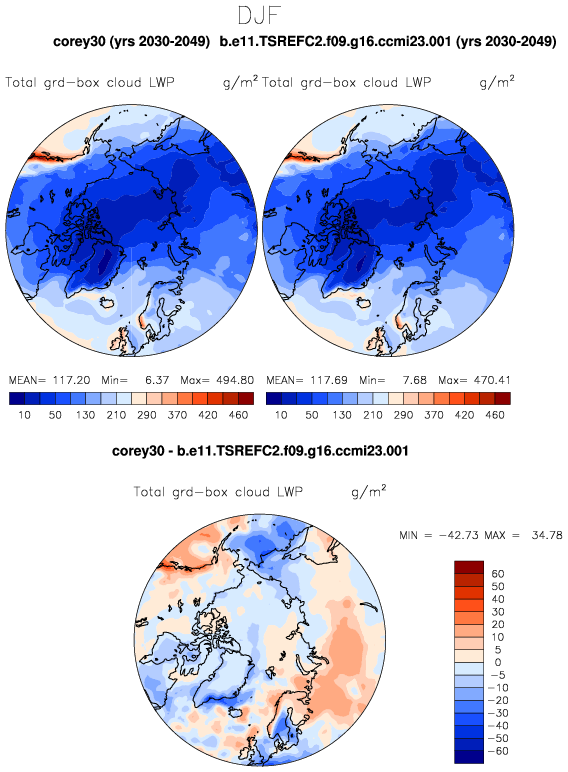 DJF
corey30 (yrs 2030-2049) b.e11.TSREFC2.f09.g16.ccmi23.001 (yrs 2030-2049)
Total grd-box cloud LWP g/m² Total grd-box cloud LWP g/m²
MEAN= 117.20 Min= 6.37 Max= 494.80 MEAN= 117.69 Min= 7.68 Max= 470.41
10 50 130 210 290 370 420 460 10 50 130 210 290 370 420 460
corey30 - b.e11.TSREFC2.f09.g16.ccmi23.001
Total grd-box cloud LWP g/m²
MIN = -42.73 MAX = 34.78
60
50
40
30
20
10
5
0
-5
-10
-20
-30
-40
-50
-60